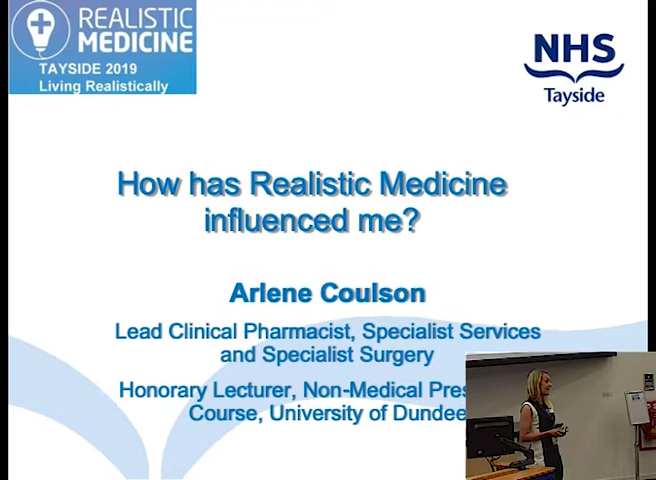 REALISTIC
MEDICINE
TAYSIDE 2019
Living Realistically
NHS
Tayside
How has Realistic Medicine
influenced me?
Arlene Coulson
Lead Clinical Pharmacist, Specialist Services
and Specialist Surgery
Honorary Lecturer, Non-Medical Pres
Course, University of Dundee